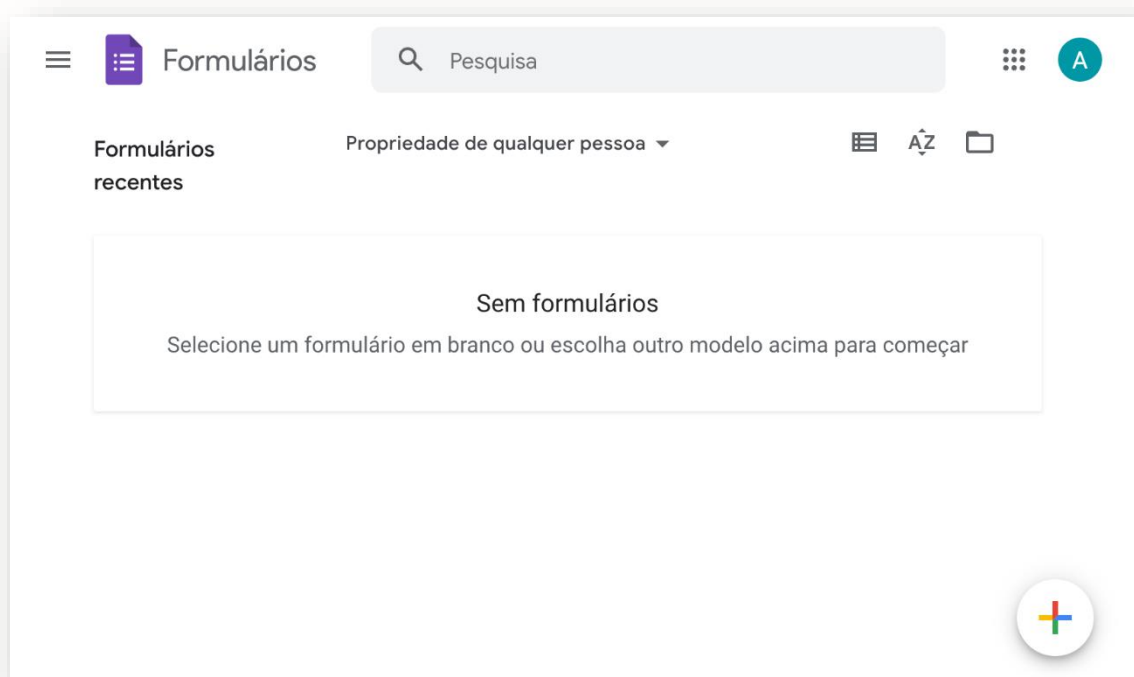 Formulários
Pesquisa
A
Formulários
recentes
Propriedade de qualquer pessoa
AZ
Sem formulários
Selecione um formulário em branco ou escolha outro modelo acima para começar